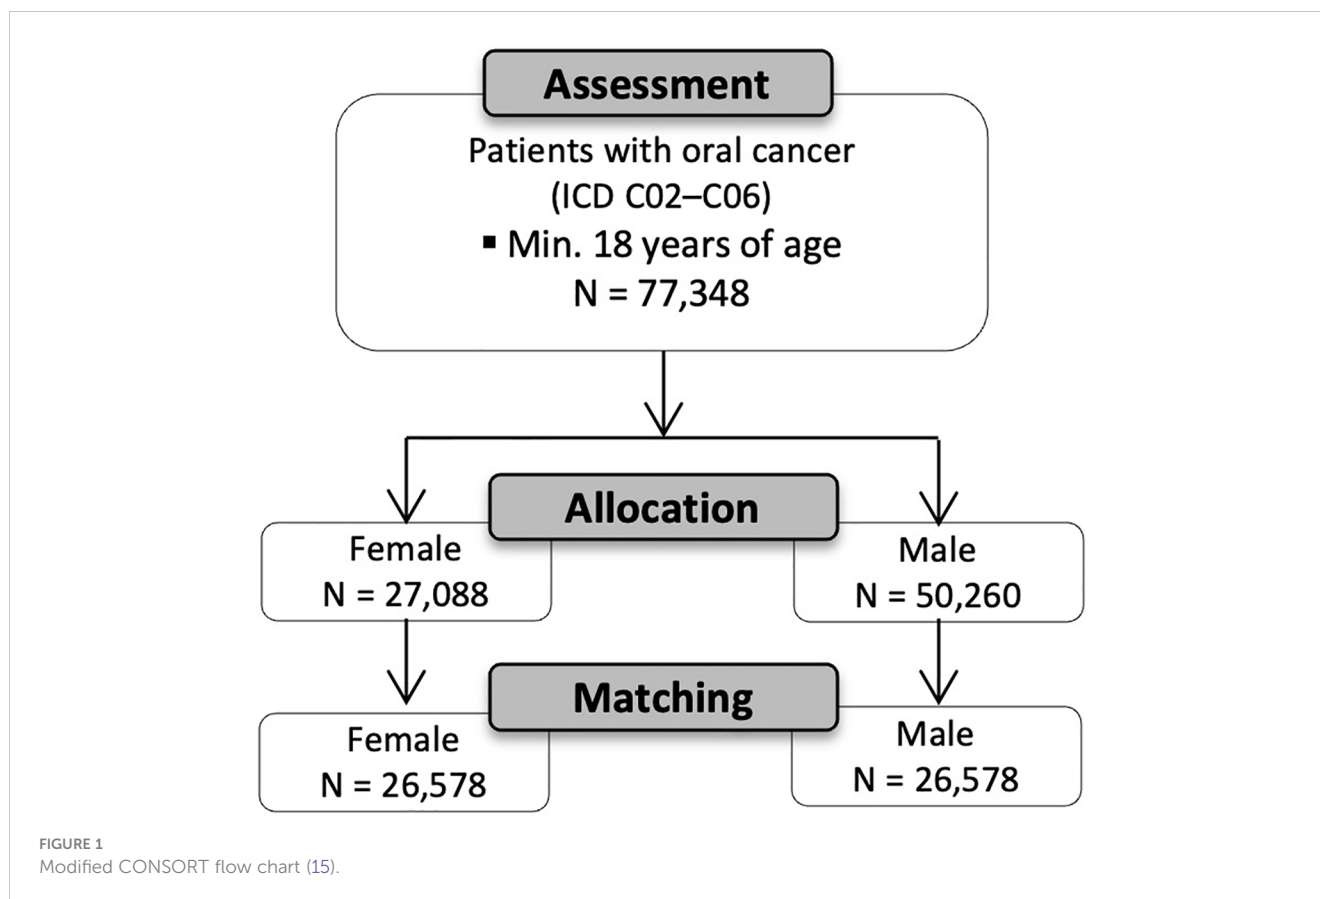 Assessment
Patients with oral cancer
(ICD C02–C06)
▪ Min. 18 years of age
N = 77,348
Allocation
Female
N = 27,088
Male
N = 50,260
Matching
Female
N = 26,578
Male
N = 26,578
FIGURE 1
Modified CONSORT flow chart (15).